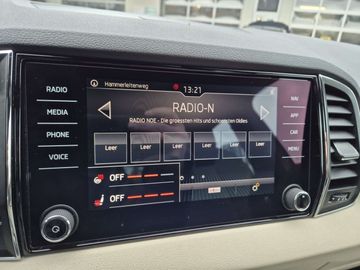 Hammerleitenweg
13:21
RADIO
MEDIA
PHONE
VOICE
RADIO-N
RADIO NOE - Die groessten Hits und schoensten Oldies
Leer Leer Leer Leer Leer Leer
OFF
OFF
NAV
APP
CAR
MENU